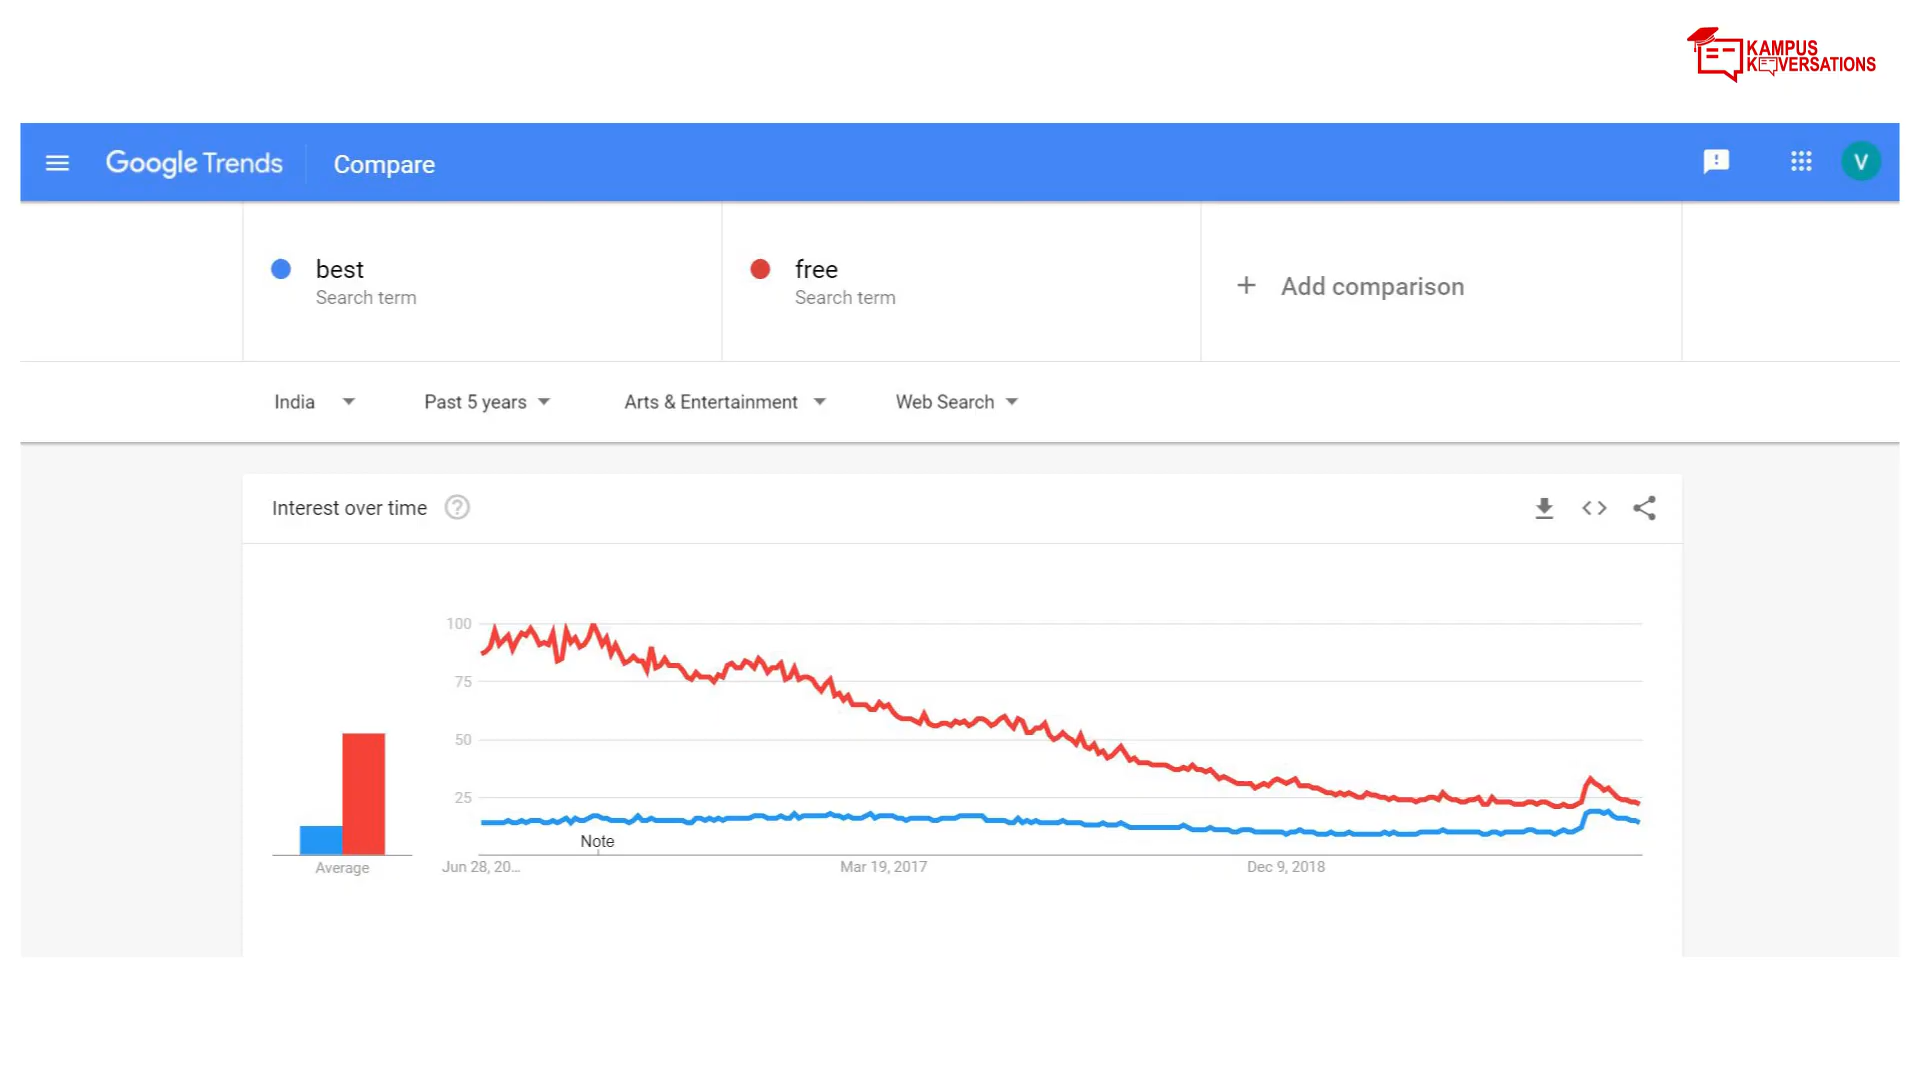 KAMPUS
KOVERSATIONS
Google Trends
Compare
V
best
Search term
free
Search term
+ Add comparison
India
Past 5 years
Arts & Entertainment
Web Search
Interest over time
?
100
75
50
25
Note
Average
Jun 28, 20...
Mar 19, 2017
Dec 9, 2018